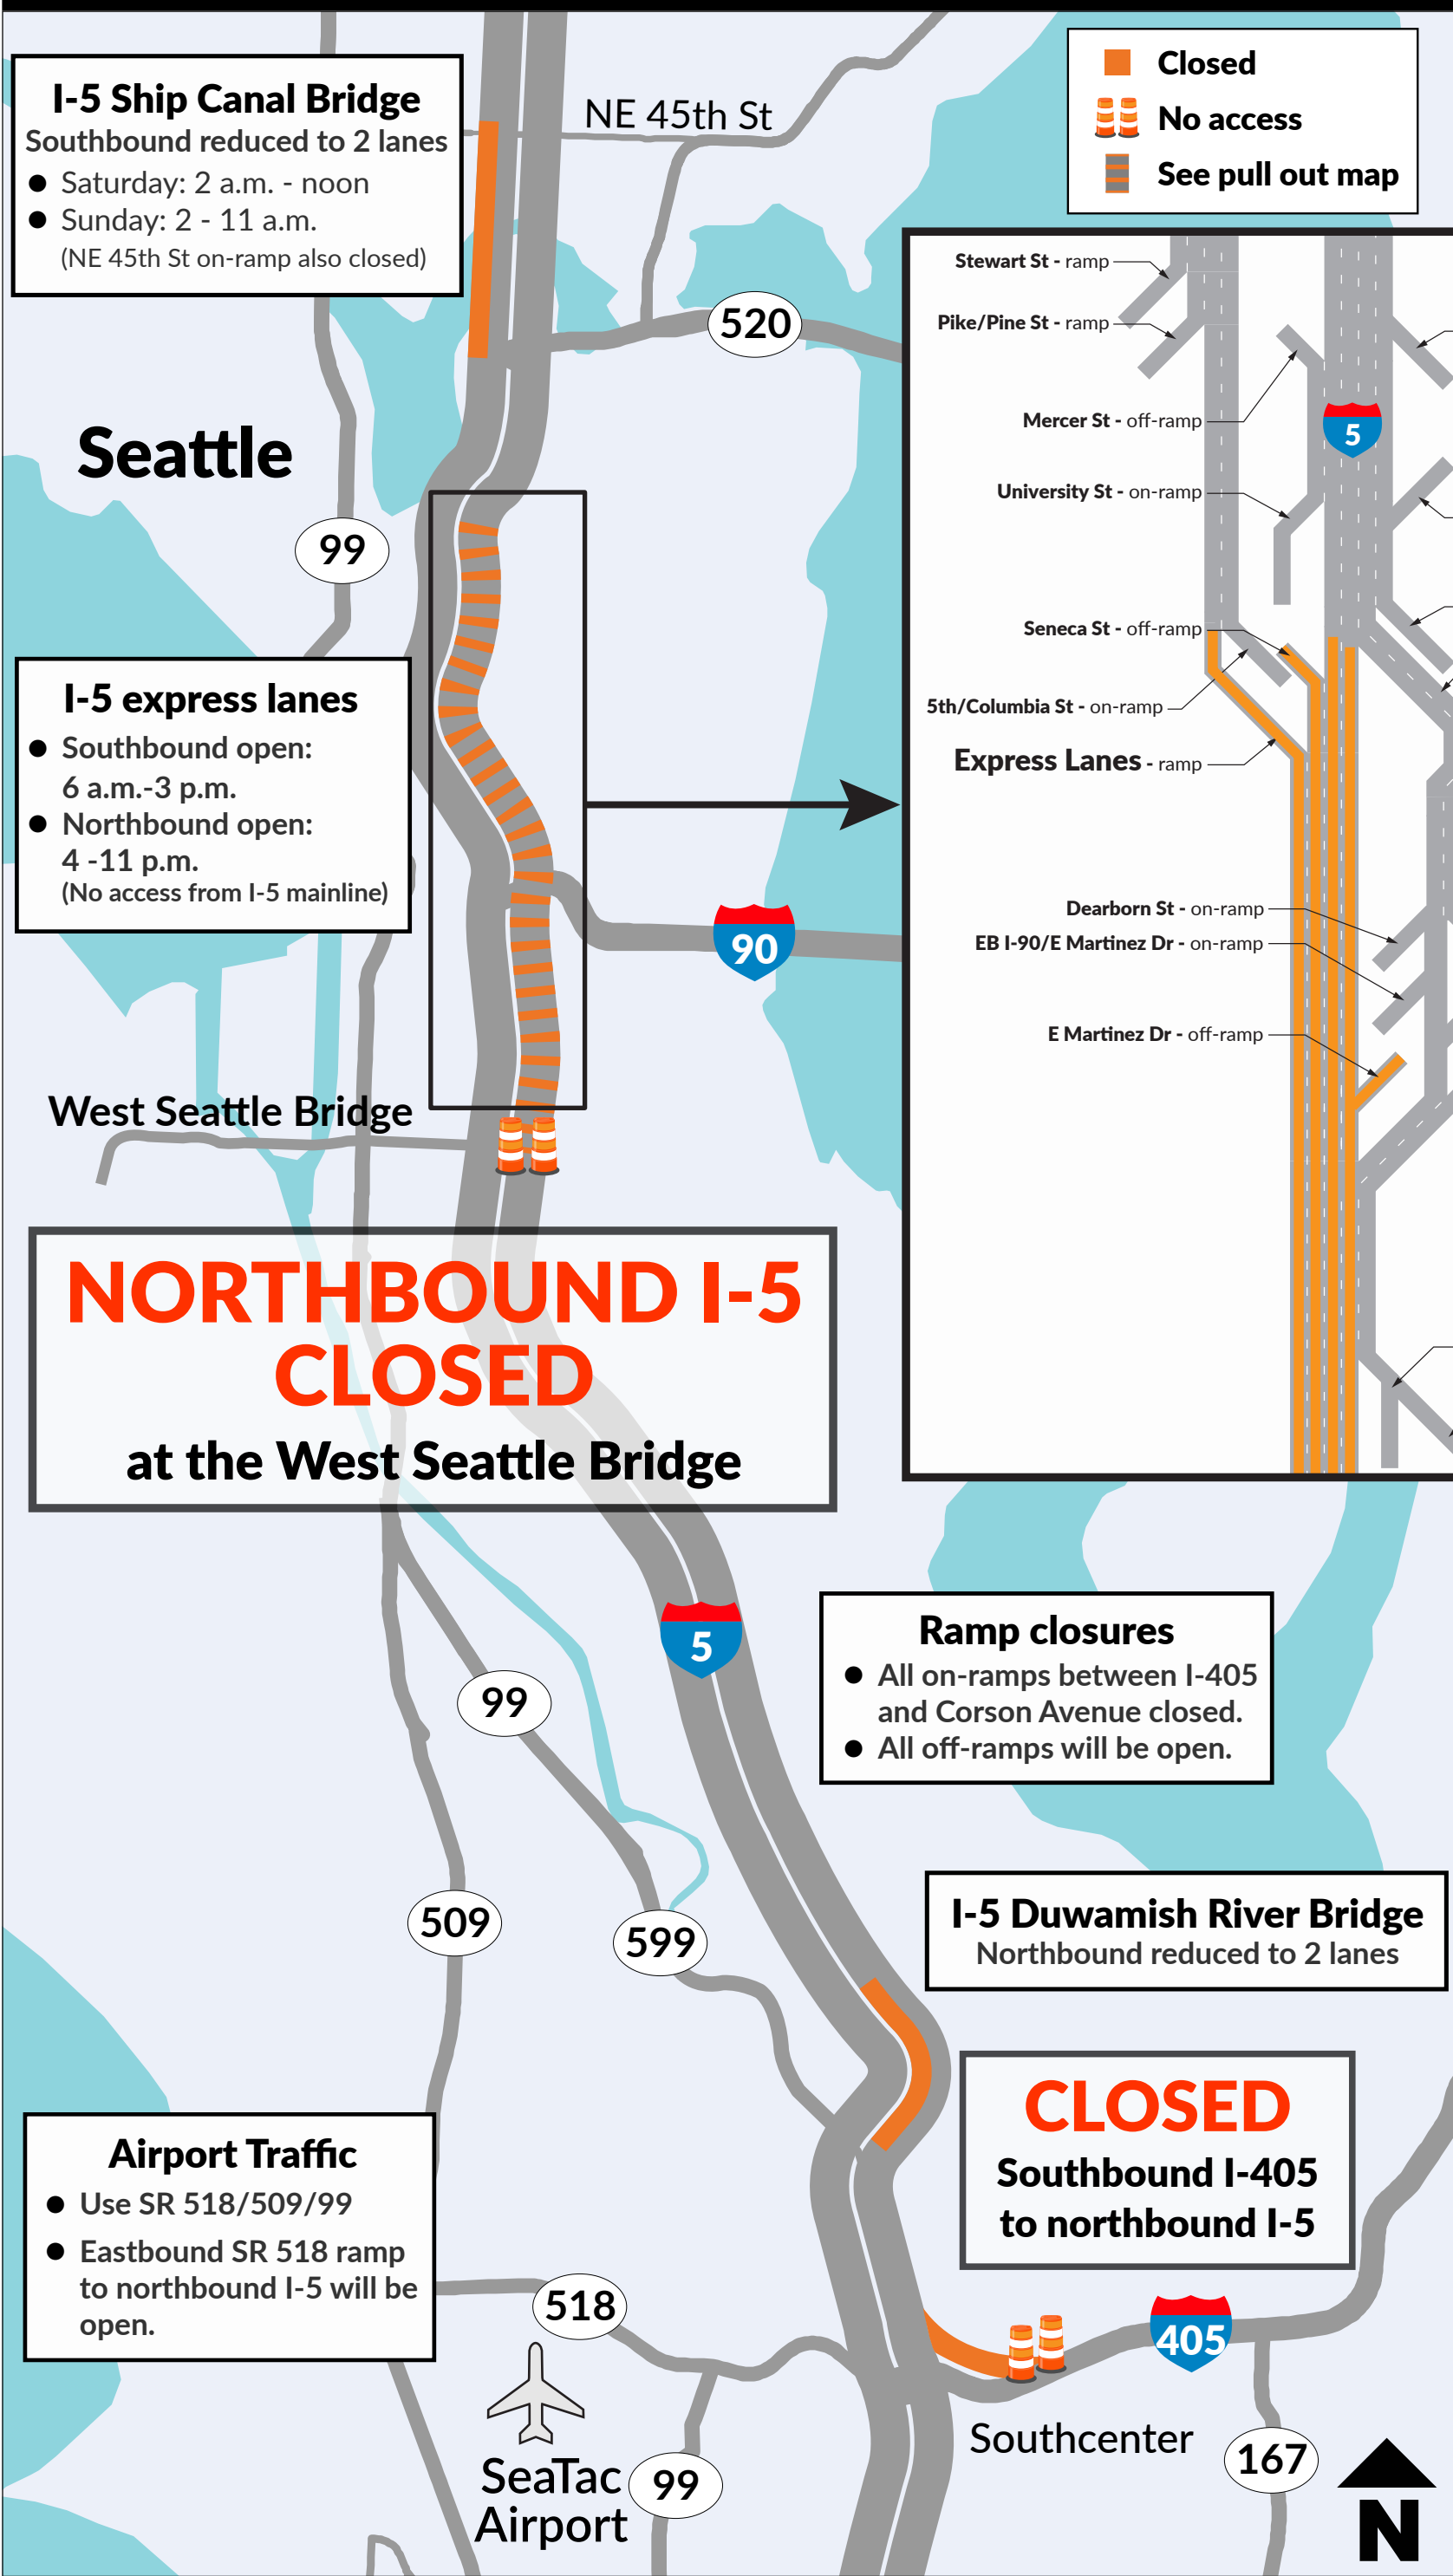 I-5 Ship Canal Bridge
Southbound reduced to 2 lanes
● Saturday: 2 a.m. - noon
● Sunday: 2 - 11 a.m.
(NE 45th St on-ramp also closed)
NE 45th St
Closed
No access
See pull out map
520
Seattle
99
Stewart St - ramp
Pike/Pine St - ramp
Mercer St - off-ramp
5
University St - on-ramp
Seneca St - off-ramp
5th/Columbia St - on-ramp
Express Lanes - ramp
Dearborn St - on-ramp
EB I-90/E Martinez Dr - on-ramp
E Martinez Dr - off-ramp
I-5 express lanes
● Southbound open:
6 a.m.-3 p.m.
● Northbound open:
4 -11 p.m.
(No access from I-5 mainline)
90
West Seattle Bridge
NORTHBOUND I-5
CLOSED
at the West Seattle Bridge
5
Ramp closures
● All on-ramps between I-405
and Corson Avenue closed.
● All off-ramps will be open.
99
509
599
I-5 Duwamish River Bridge
Northbound reduced to 2 lanes
CLOSED
Southbound I-405
to northbound I-5
Airport Traffic
● Use SR 518/509/99
● Eastbound SR 518 ramp
to northbound I-5 will be
open.
518
405
Southcenter
SeaTac
Airport
99
167
N